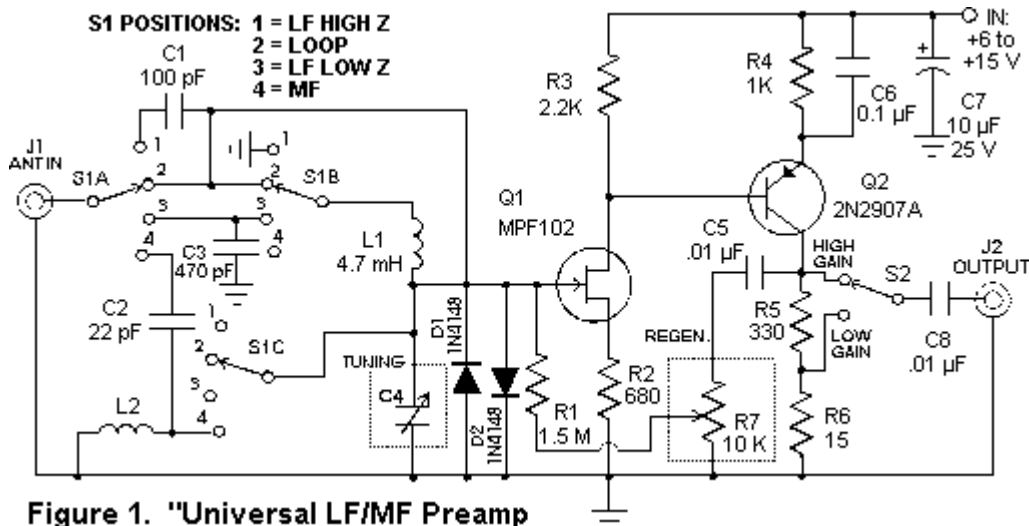 S1 POSITIONS: 1 = LF HIGH Z
2 = LOOP
3 = LF LOW Z
4 = MF
C1
100 pF
J1
ANT IN
S1A
1
2
3
4
1
2
3
4
S1B
C3
470 pF
C2
22 pF
1
2
3
4
S1C
L2
L1
4.7 mH
TUNING
C4
D1
1N4148
D2
1N4148
R1
1.5 M
Q1
MPF102
R2
680
R3
2.2K
R4
1K
C6
0.1 µF
+
C7
10 µF
25 V
IN:
+6 to
+15 V
Q2
2N2907A
C5
.01 µF
REGEN.
R7
10 K
R5
330
R6
15
HIGH
GAIN
LOW
GAIN
S2
C8
.01 µF
J2
OUTPUT
Figure 1. "Universal LF/MF Preamp